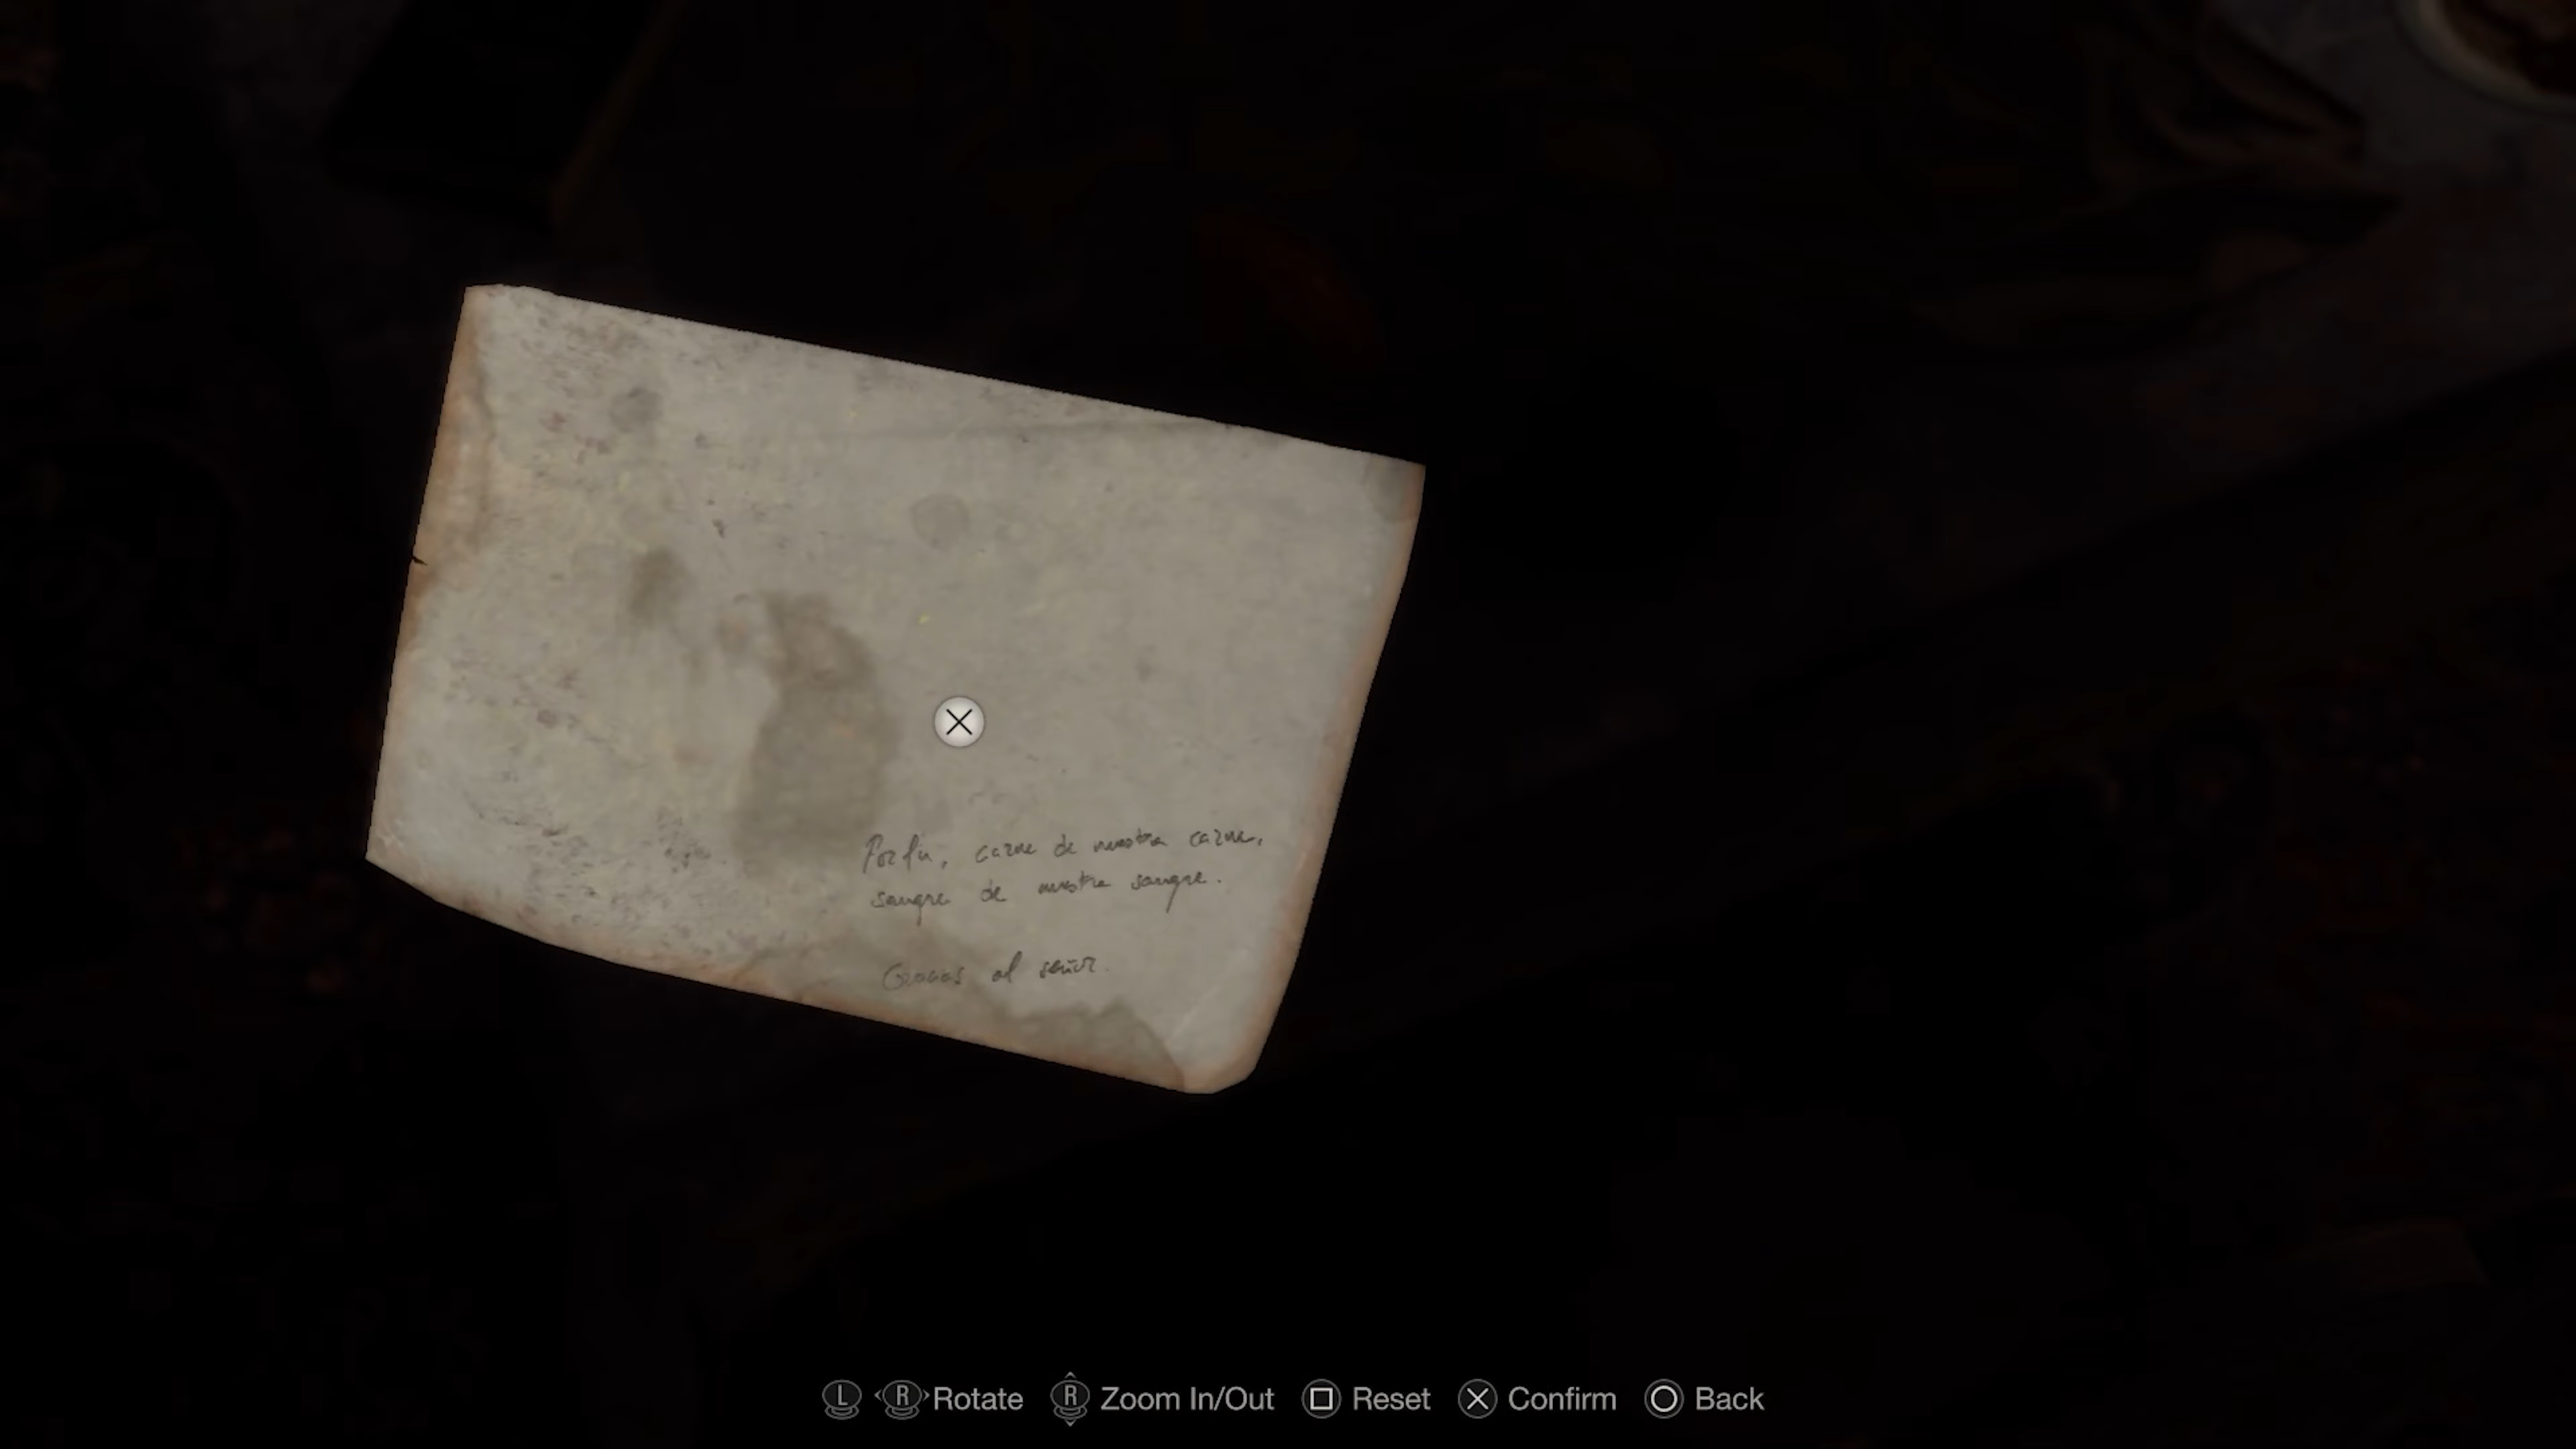 Por fin, carne de nuestra carne,
sangre de nuestra sangre.
Gracias al señor.
L R Rotate R Zoom In/Out Reset Confirm Back